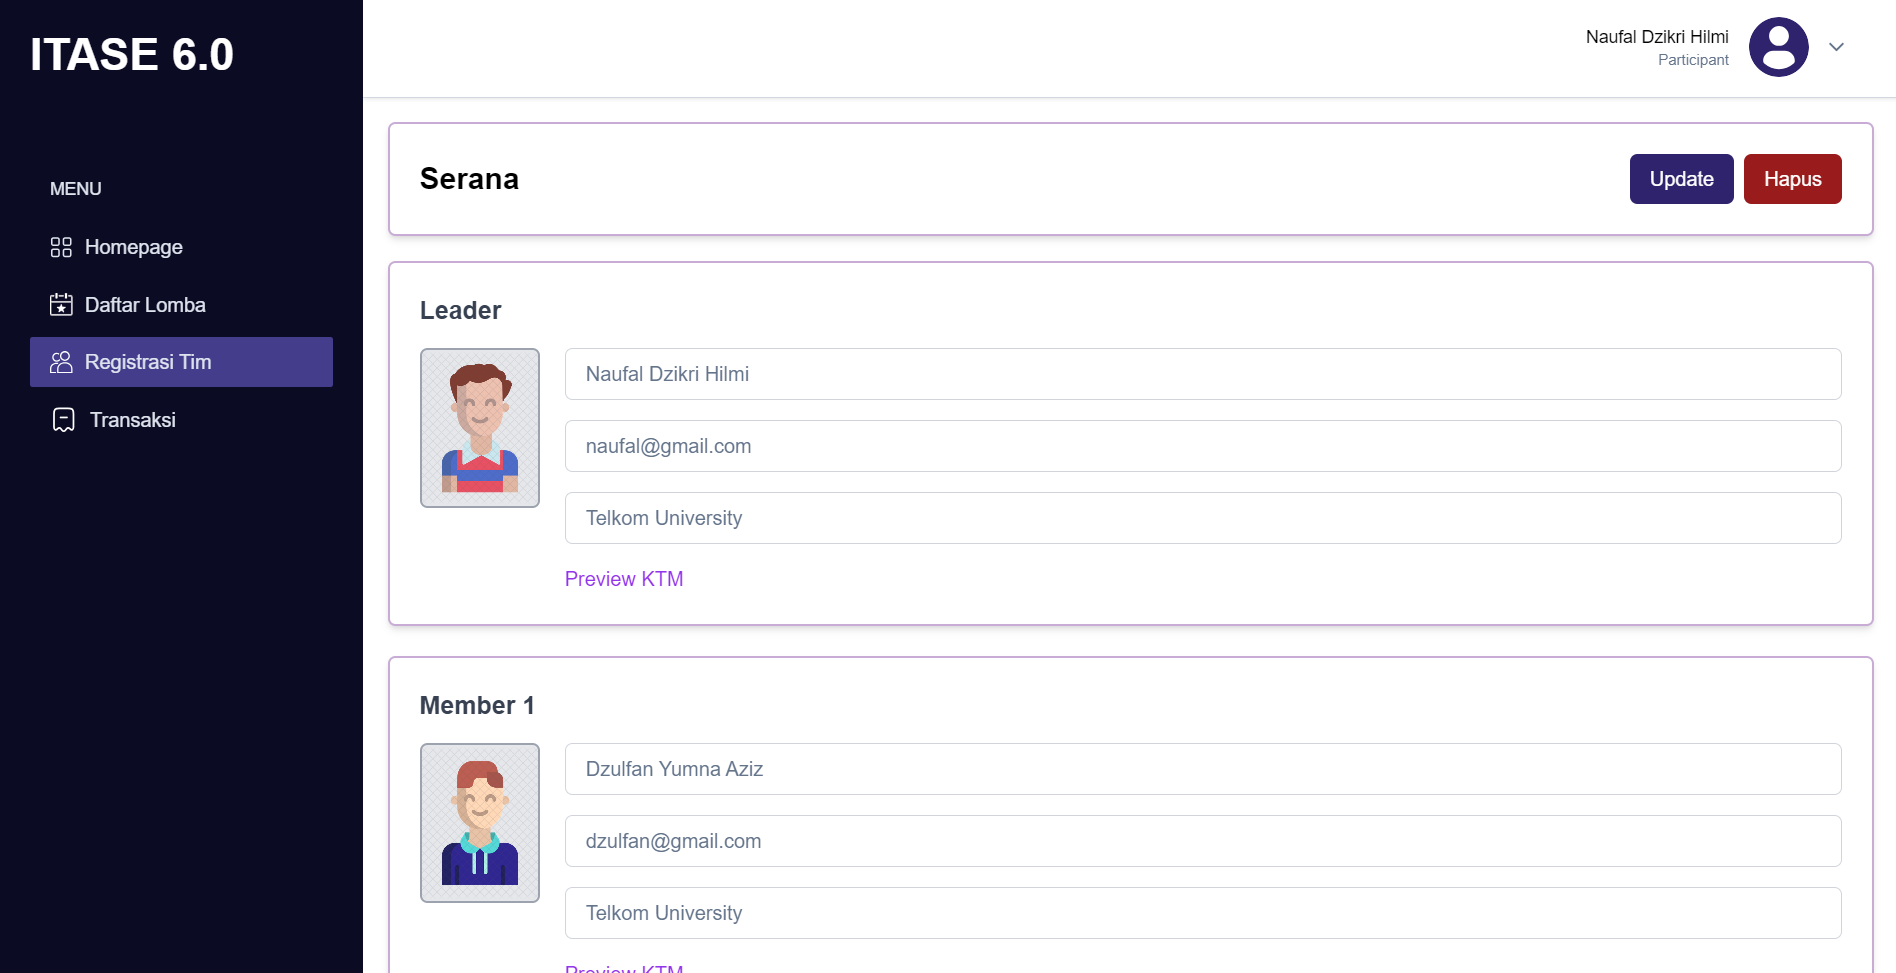 ITASE 6.0
MENU
Homepage
Daftar Lomba
Registrasi Tim
Transaksi
Naufal Dzikri Hilmi
Participant
Serana
Update
Hapus
Leader
Naufal Dzikri Hilmi
naufal@gmail.com
Telkom University
Preview KTM
Member 1
Dzulfan Yumna Aziz
dzulfan@gmail.com
Telkom University
Preview KTM